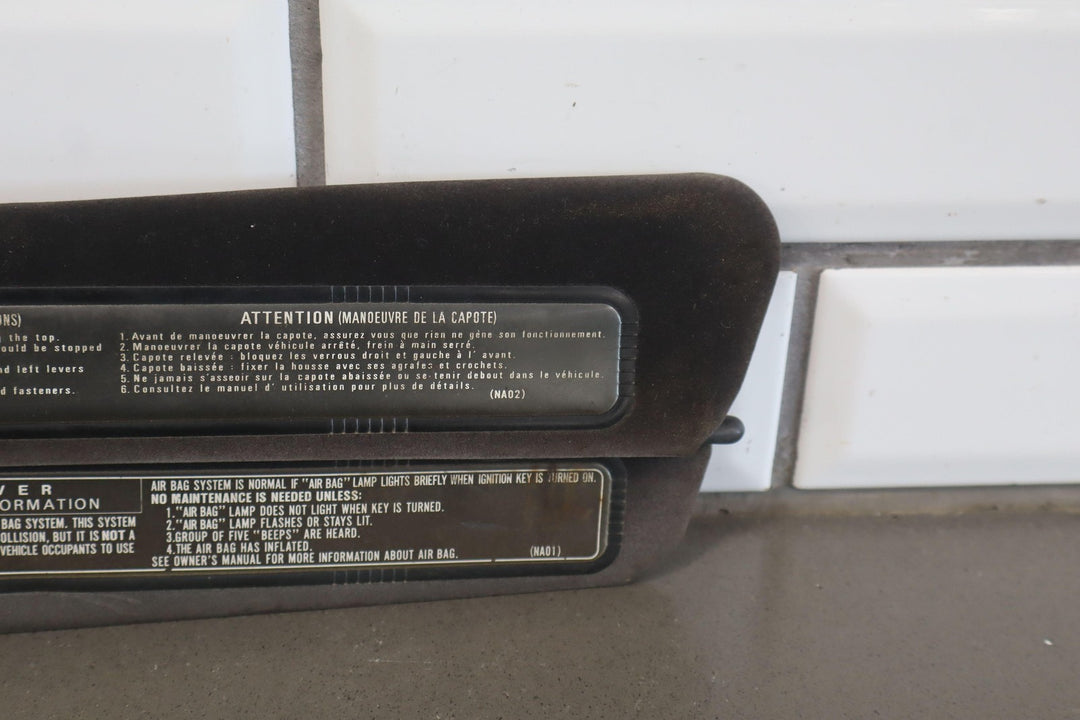 ONS)
the top.
ould be stopped
nd left levers
d fasteners.
ATTENTION (MANOEUVRE DE LA CAPOTE)
1. Avant de manoeuvrer la capote, assurez vous que rien ne gêne son fonctionnement.
2. Manoeuvrer la capote véhicule arrêté, frein à main serré.
3. Capote relevée : bloquez les verrous droit et gauche à l' avant.
4. Capote baissée : fixer la housse avec ses agrafes et crochets.
5. Ne jamais s'asseoir sur la capote abaissée ou se tenir debout dans le véhicule.
6. Consultez le manuel d' utilisation pour plus de détails.
(NA02)
VER
ORMATION
BAG SYSTEM. THIS SYSTEM
OLLISION, BUT IT IS NOT A
VEHICLE OCCUPANTS TO USE
AIR BAG SYSTEM IS NORMAL IF "AIR BAG" LAMP LIGHTS BRIEFLY WHEN IGNITION KEY IS TURNED ON.
NO MAINTENANCE IS NEEDED UNLESS:
1. "AIR BAG" LAMP DOES NOT LIGHT WHEN KEY IS TURNED.
2. "AIR BAG" LAMP FLASHES OR STAYS LIT.
3. GROUP OF FIVE "BEEPS" ARE HEARD.
4. THE AIR BAG HAS INFLATED.
SEE OWNER'S MANUAL FOR MORE INFORMATION ABOUT AIR BAG.
(NA01)